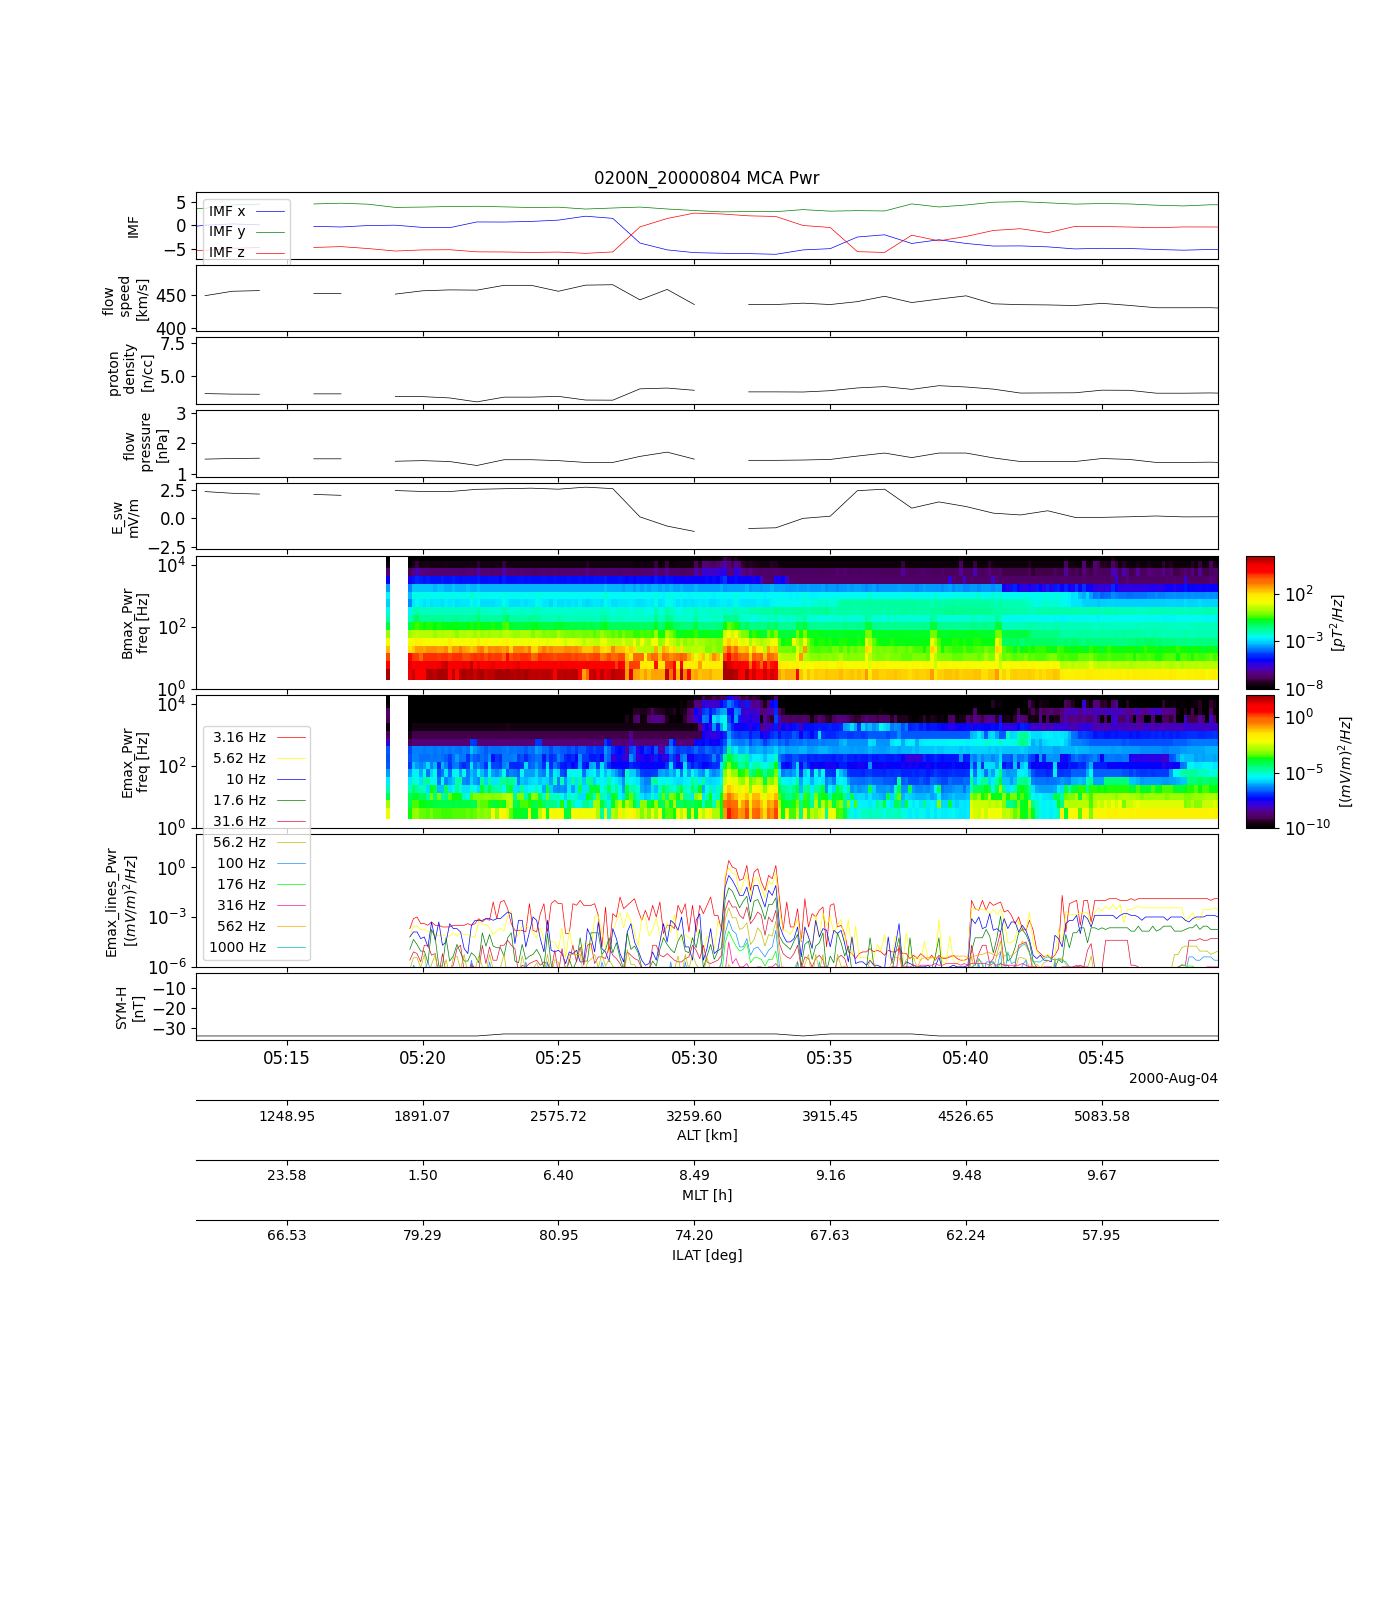 0200N_20000804 MCA Pwr
IMF
5
0
−5
IMF x
IMF y
IMF z
flow
speed
[km/s]
450
400
proton
density
[n/cc]
7.5
5.0
flow
pressure
[nPa]
3
2
1
E_sw
mV/m
2.5
0.0
−2.5
Bmax_Pwr
freq [Hz]
10^4
10^2
10^0
10^2
10^−3
10^−8
[pT^2/Hz]
Emax_Pwr
freq [Hz]
10^4
10^2
10^0
10^0
10^−5
10^−10
[(mV/m)^2/Hz]
3.16 Hz
5.62 Hz
10 Hz
17.6 Hz
31.6 Hz
56.2 Hz
100 Hz
176 Hz
316 Hz
562 Hz
1000 Hz
Emax_lines_Pwr
[(mV/m)^2/Hz]
10^0
10^−3
10^−6
SYM-H
[nT]
−10
−20
−30
05:15 05:20 05:25 05:30 05:35 05:40 05:45
2000-Aug-04
1248.95 1891.07 2575.72 3259.60 3915.45 4526.65 5083.58
ALT [km]
23.58 1.50 6.40 8.49 9.16 9.48 9.67
MLT [h]
66.53 79.29 80.95 74.20 67.63 62.24 57.95
ILAT [deg]